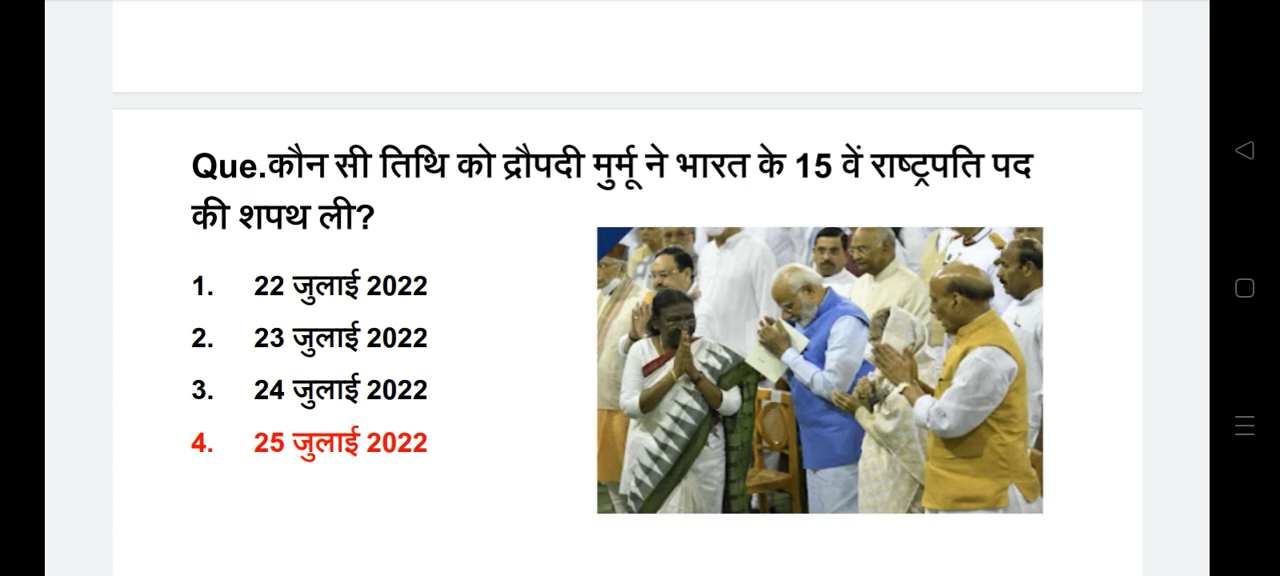 Que.कौन सी तिथि को द्रौपदी मुर्मू ने भारत के 15 वें राष्ट्रपति पद
की शपथ ली?
1. 22 जुलाई 2022
2. 23 जुलाई 2022
3. 24 जुलाई 2022
4. 25 जुलाई 2022